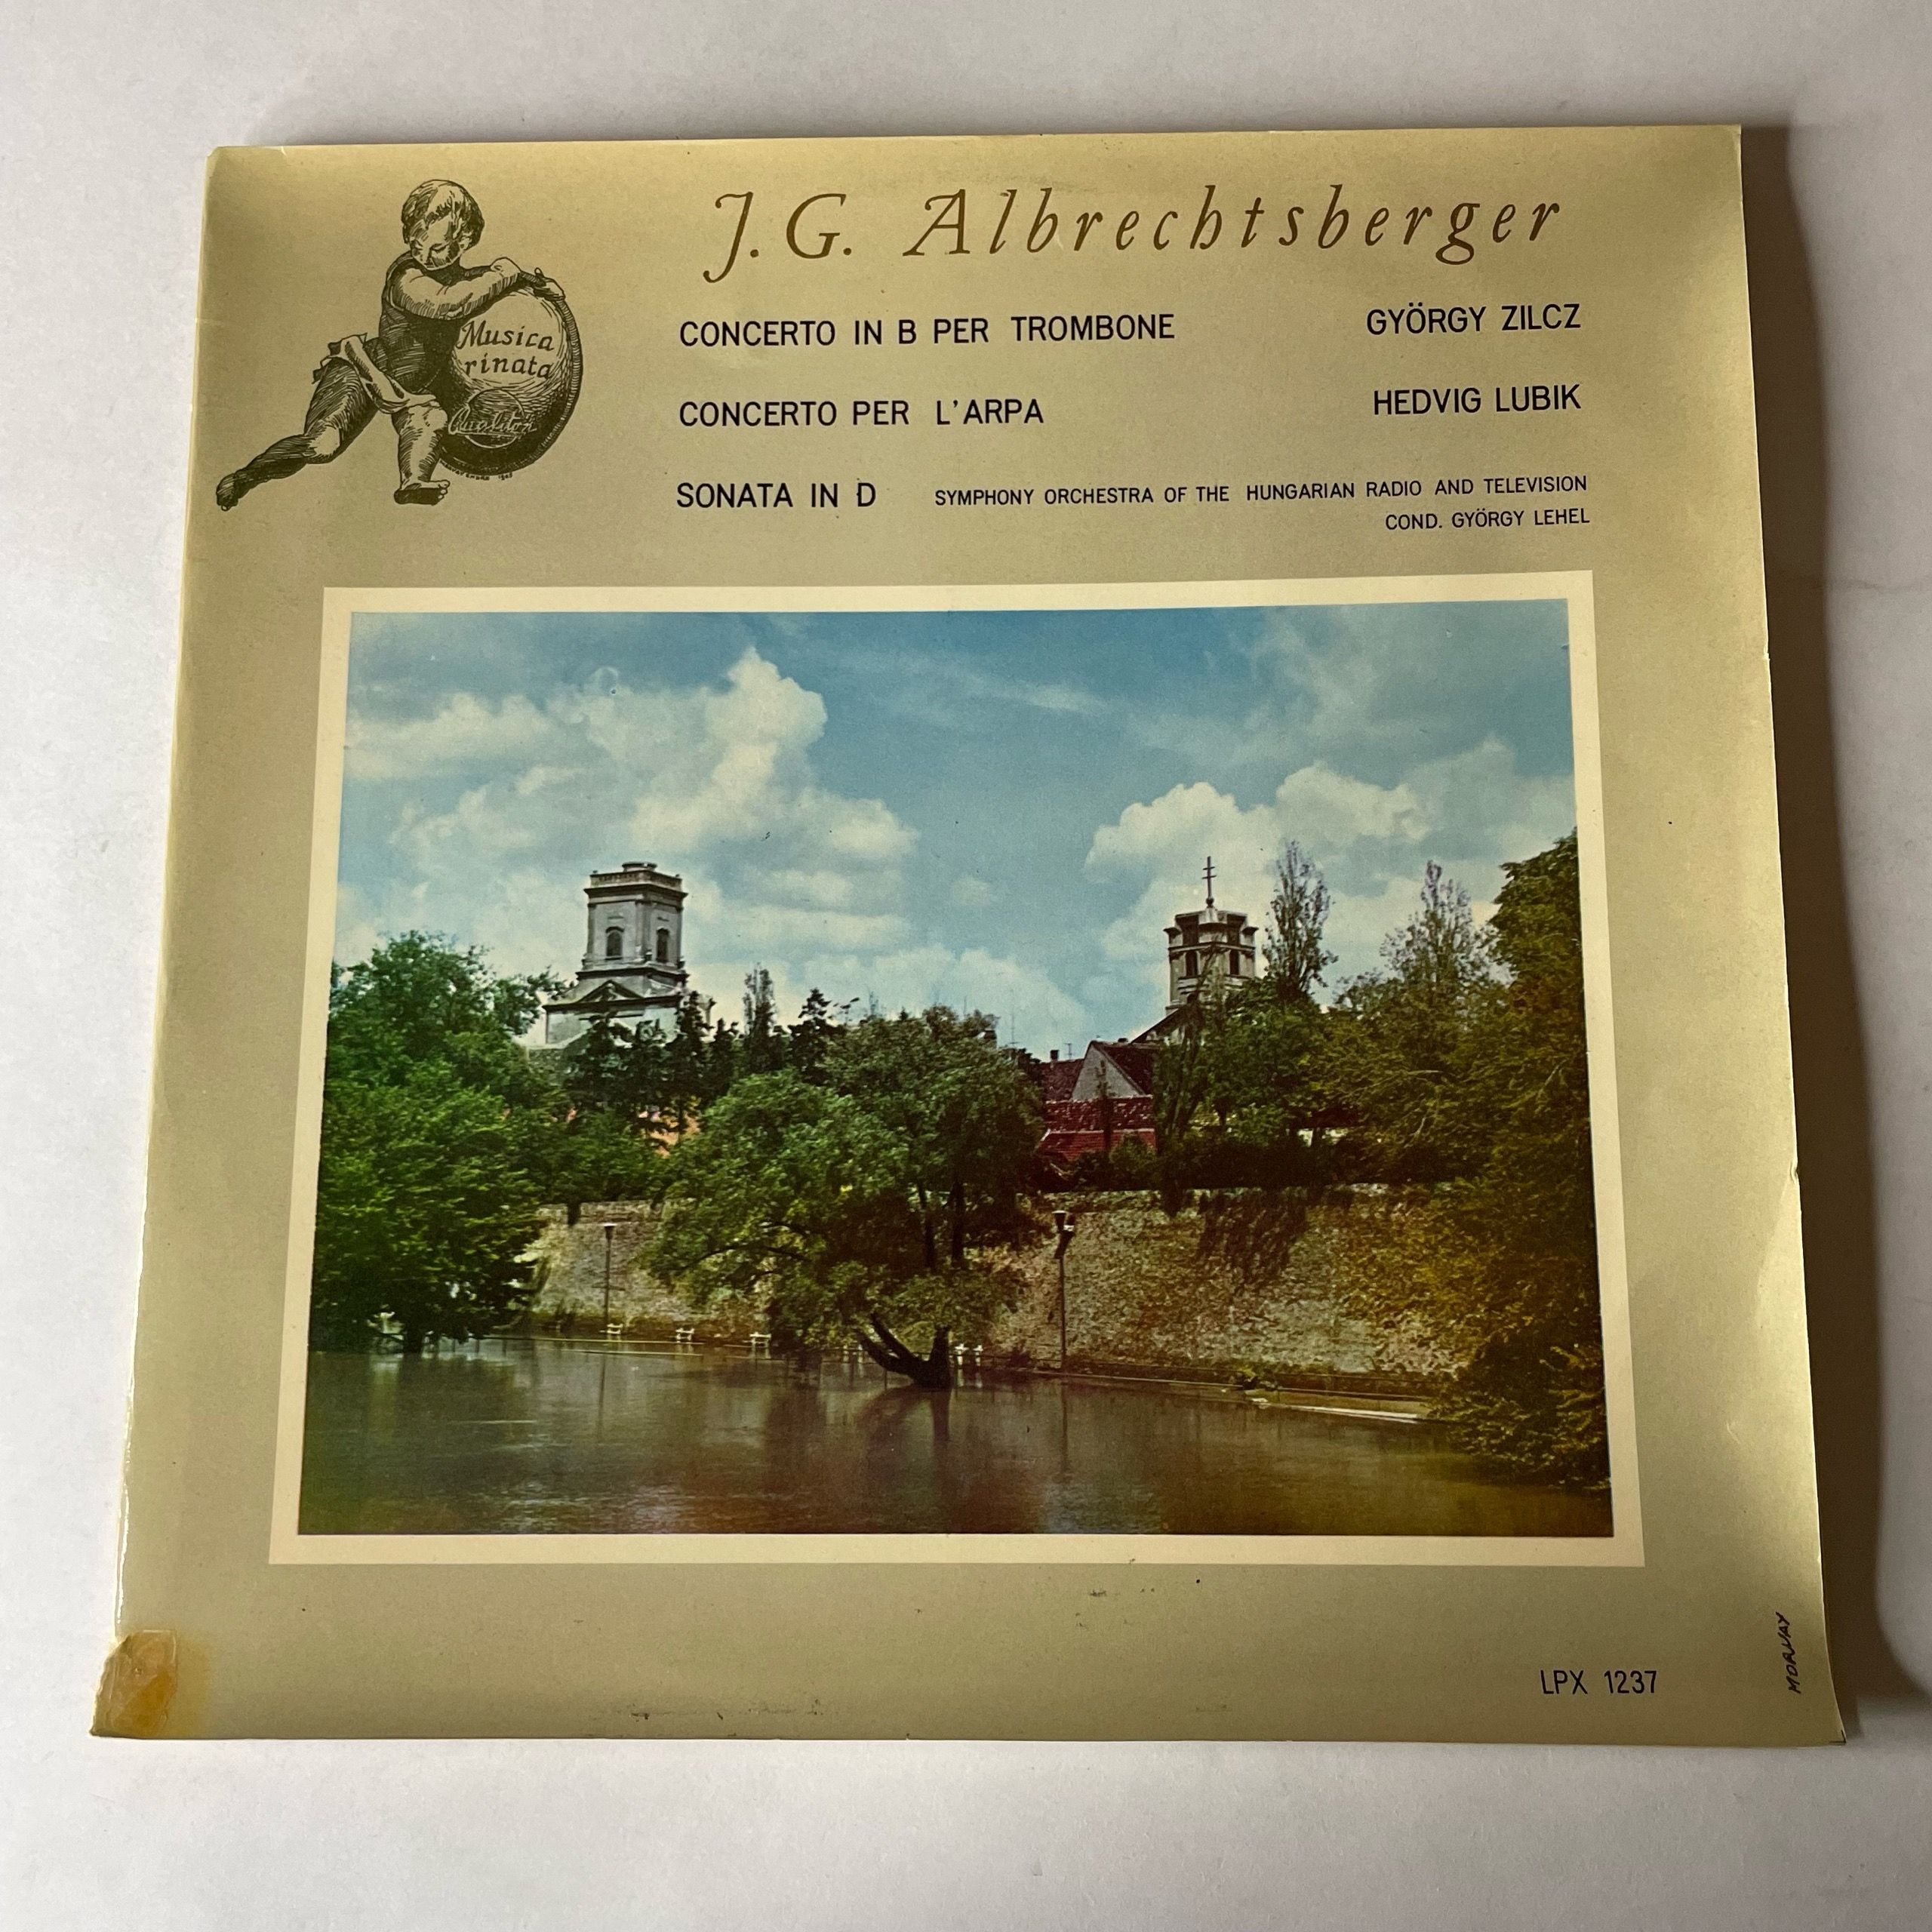 J. G. Albrechtsberger
Musica
rinata
Qualiton
CONCERTO IN B PER TROMBONE GYÖRGY ZILCZ
CONCERTO PER L'ARPA HEDVIG LUBIK
SONATA IN D SYMPHONY ORCHESTRA OF THE HUNGARIAN RADIO AND TELEVISION
COND. GYÖRGY LEHEL
LPX 1237
MORVAY